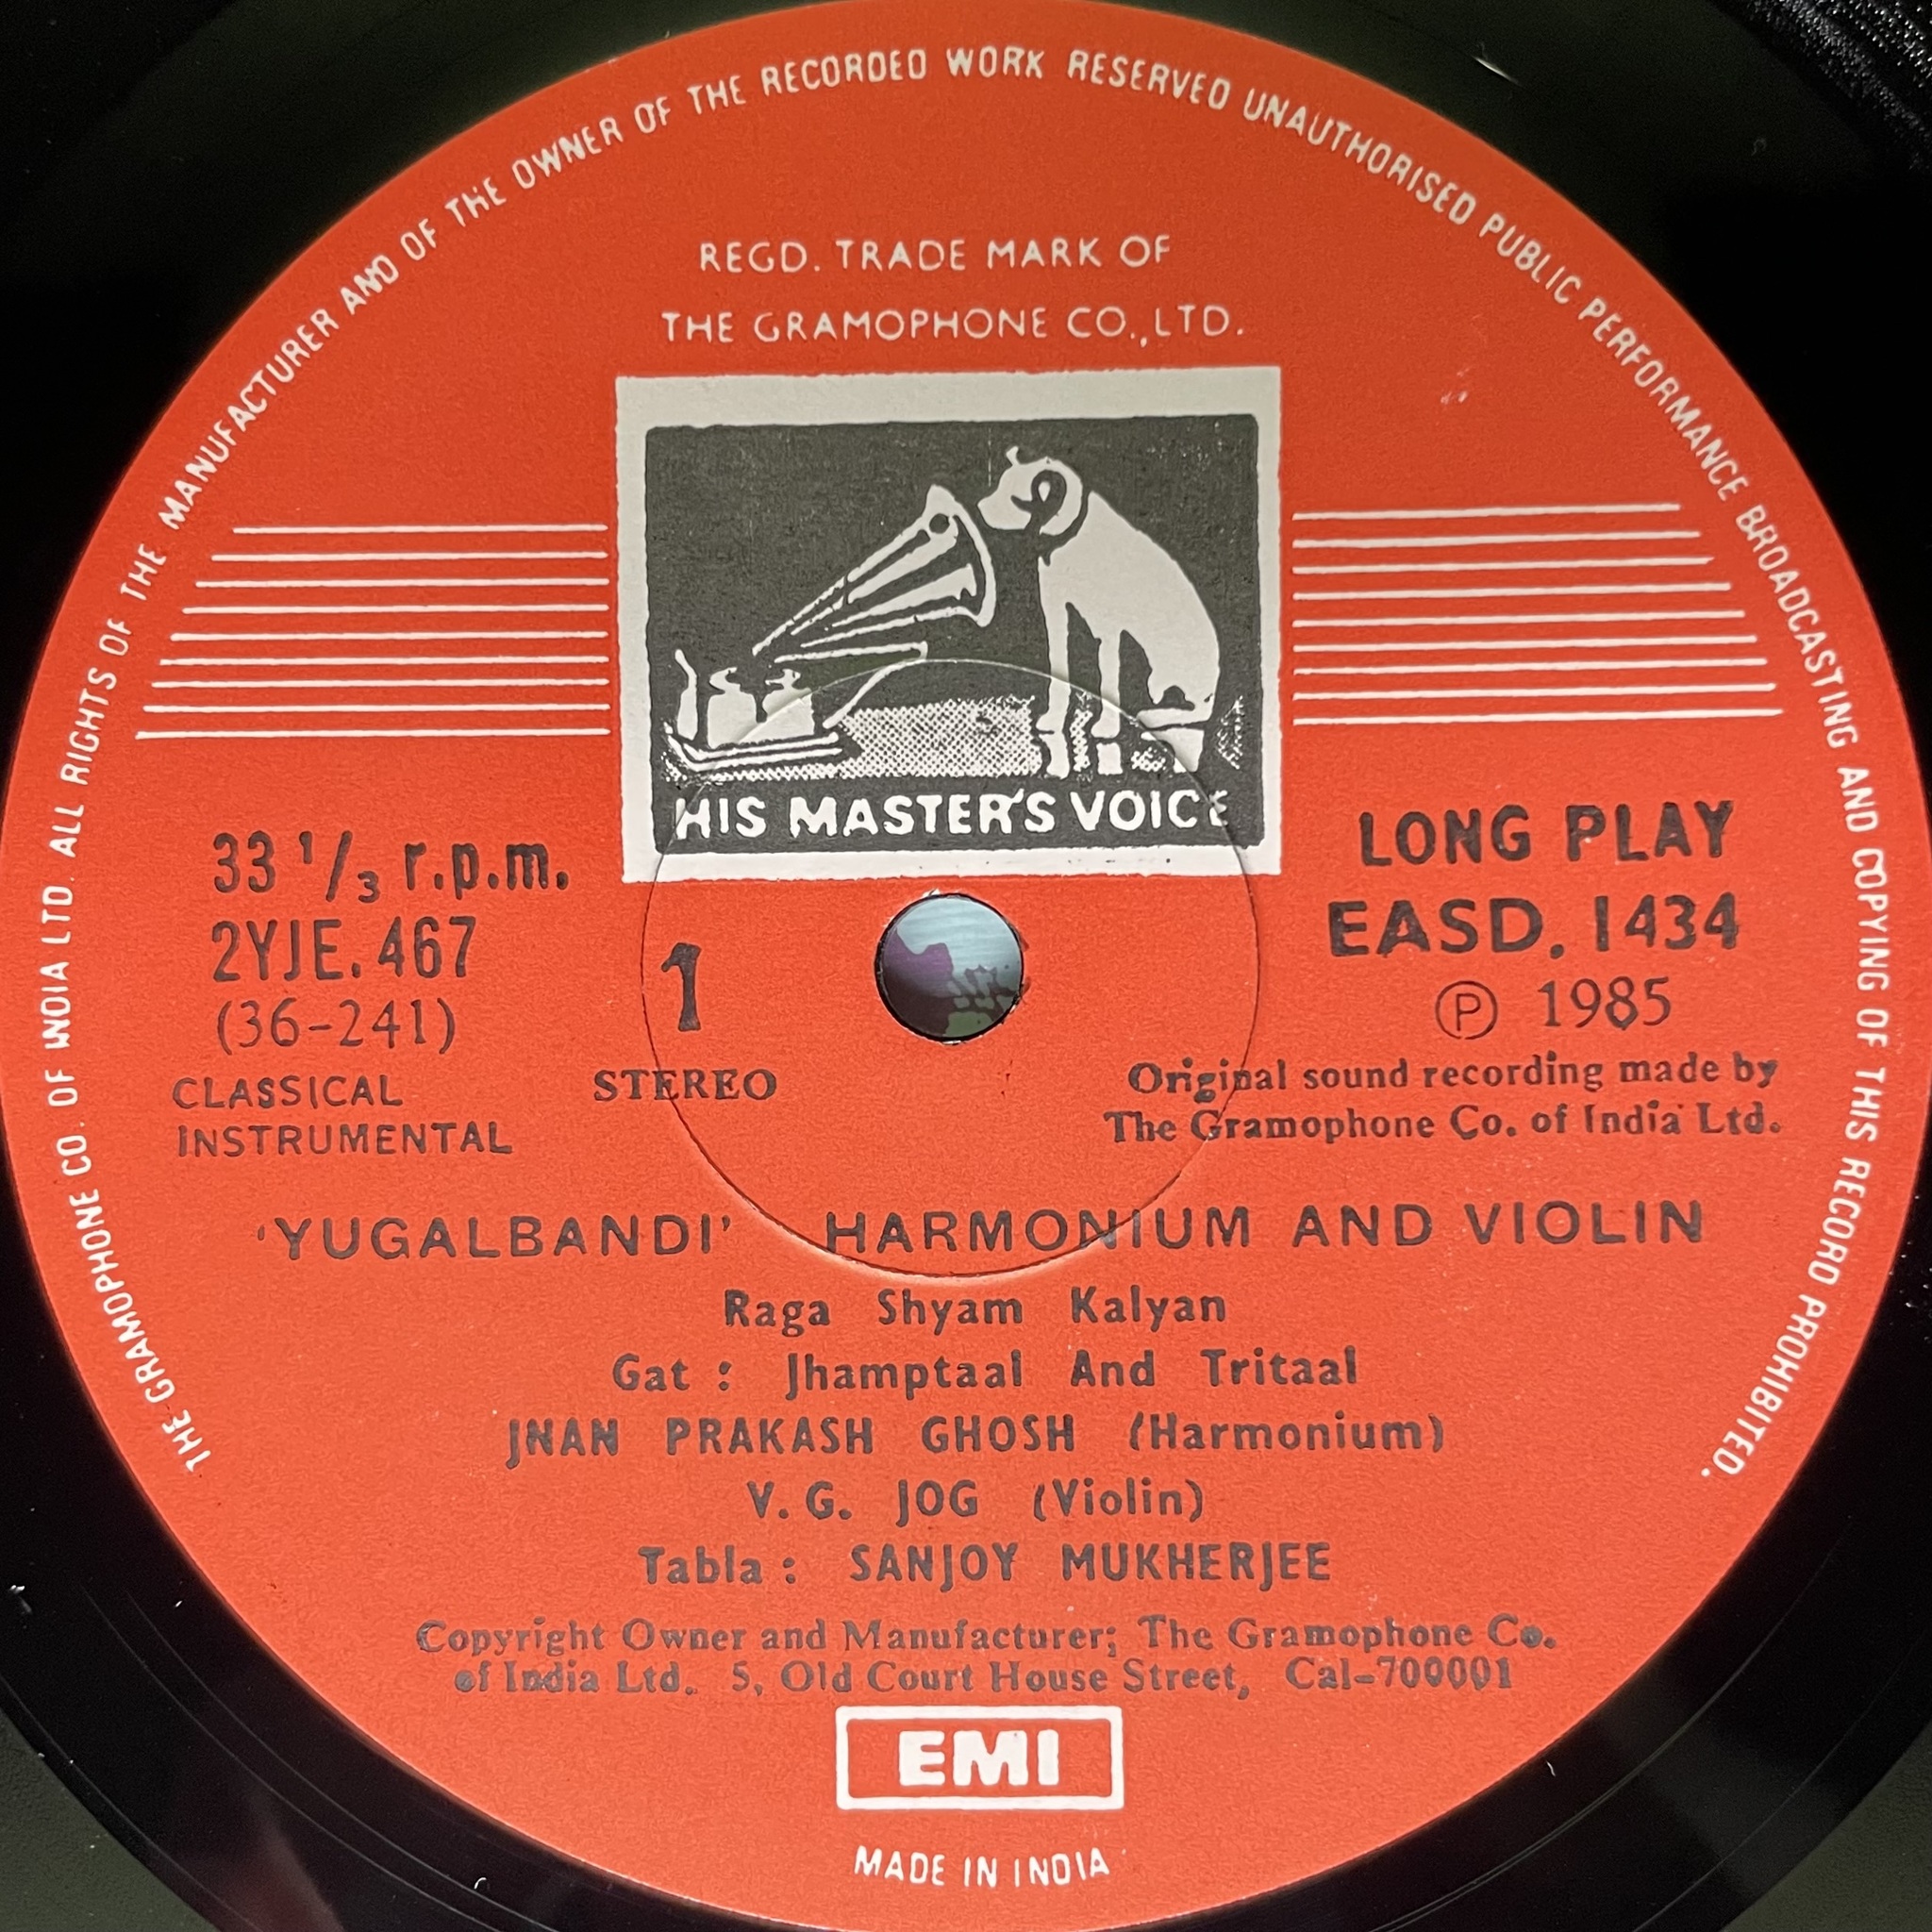 THE GRAMOPHONE CO. OF INDIA LTD. ALL RIGHTS OF THE MANUFACTURER AND OF THE OWNER OF THE RECORDED WORK RESERVED UNAUTHORISED PUBLIC PERFORMANCE BROADCASTING AND COPYING OF THIS RECORD PROHIBITED.
REGD. TRADE MARK OF
THE GRAMOPHONE CO., LTD.
HIS MASTER'S VOICE
33 1/3 r.p.m.
2YJE. 467
(36-241)
CLASSICAL
INSTRUMENTAL
1
STEREO
LONG PLAY
EASD. 1434
Ⓟ 1985
Original sound recording made by
The Gramophone Co. of India Ltd.
'YUGALBANDI' HARMONIUM AND VIOLIN
Raga Shyam Kalyan
Gat : Jhamptaal And Tritaal
JNAN PRAKASH GHOSH (Harmonium)
V. G. JOG (Violin)
Tabla : SANJOY MUKHERJEE
Copyright Owner and Manufacturer; The Gramophone Co.
of India Ltd. 5, Old Court House Street, Cal-700001
EMI
MADE IN INDIA